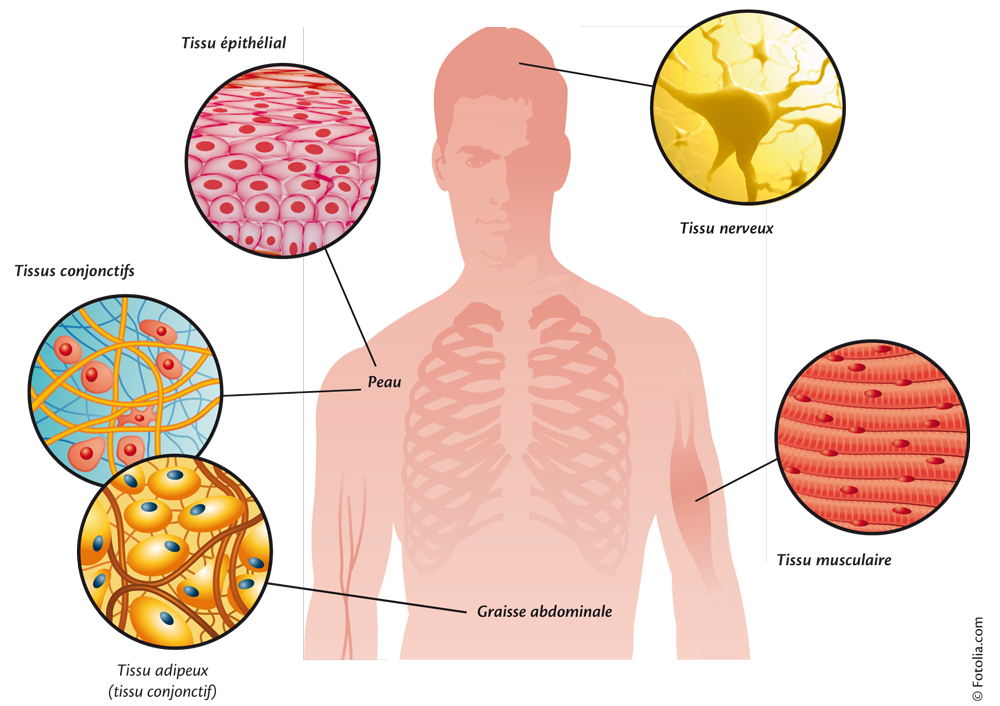 Tissu épithélial
Tissu nerveux
Tissus conjonctifs
Peau
Tissu musculaire
Graisse abdominale
Tissu adipeux
(tissu conjonctif)
© Fotolia.com